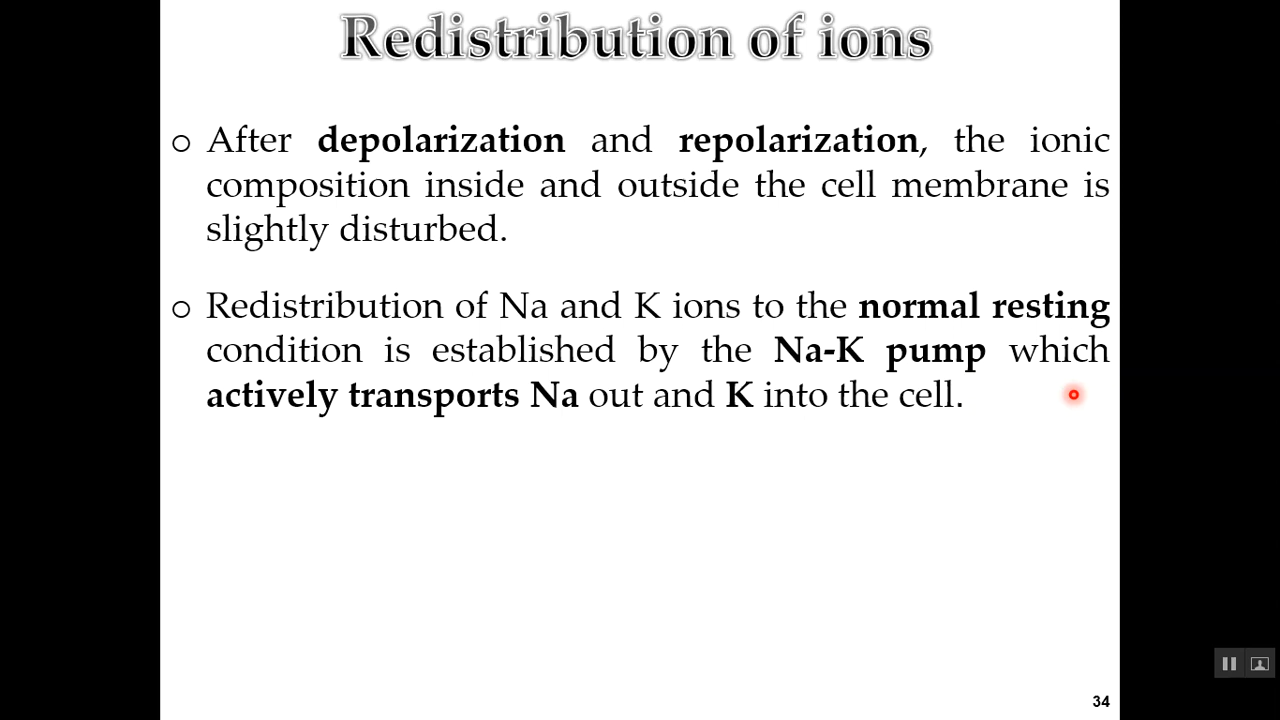 Redistribution of ions
o After depolarization and repolarization, the ionic
composition inside and outside the cell membrane is
slightly disturbed.
o Redistribution of Na and K ions to the normal resting
condition is established by the Na-K pump which
actively transports Na out and K into the cell.
34